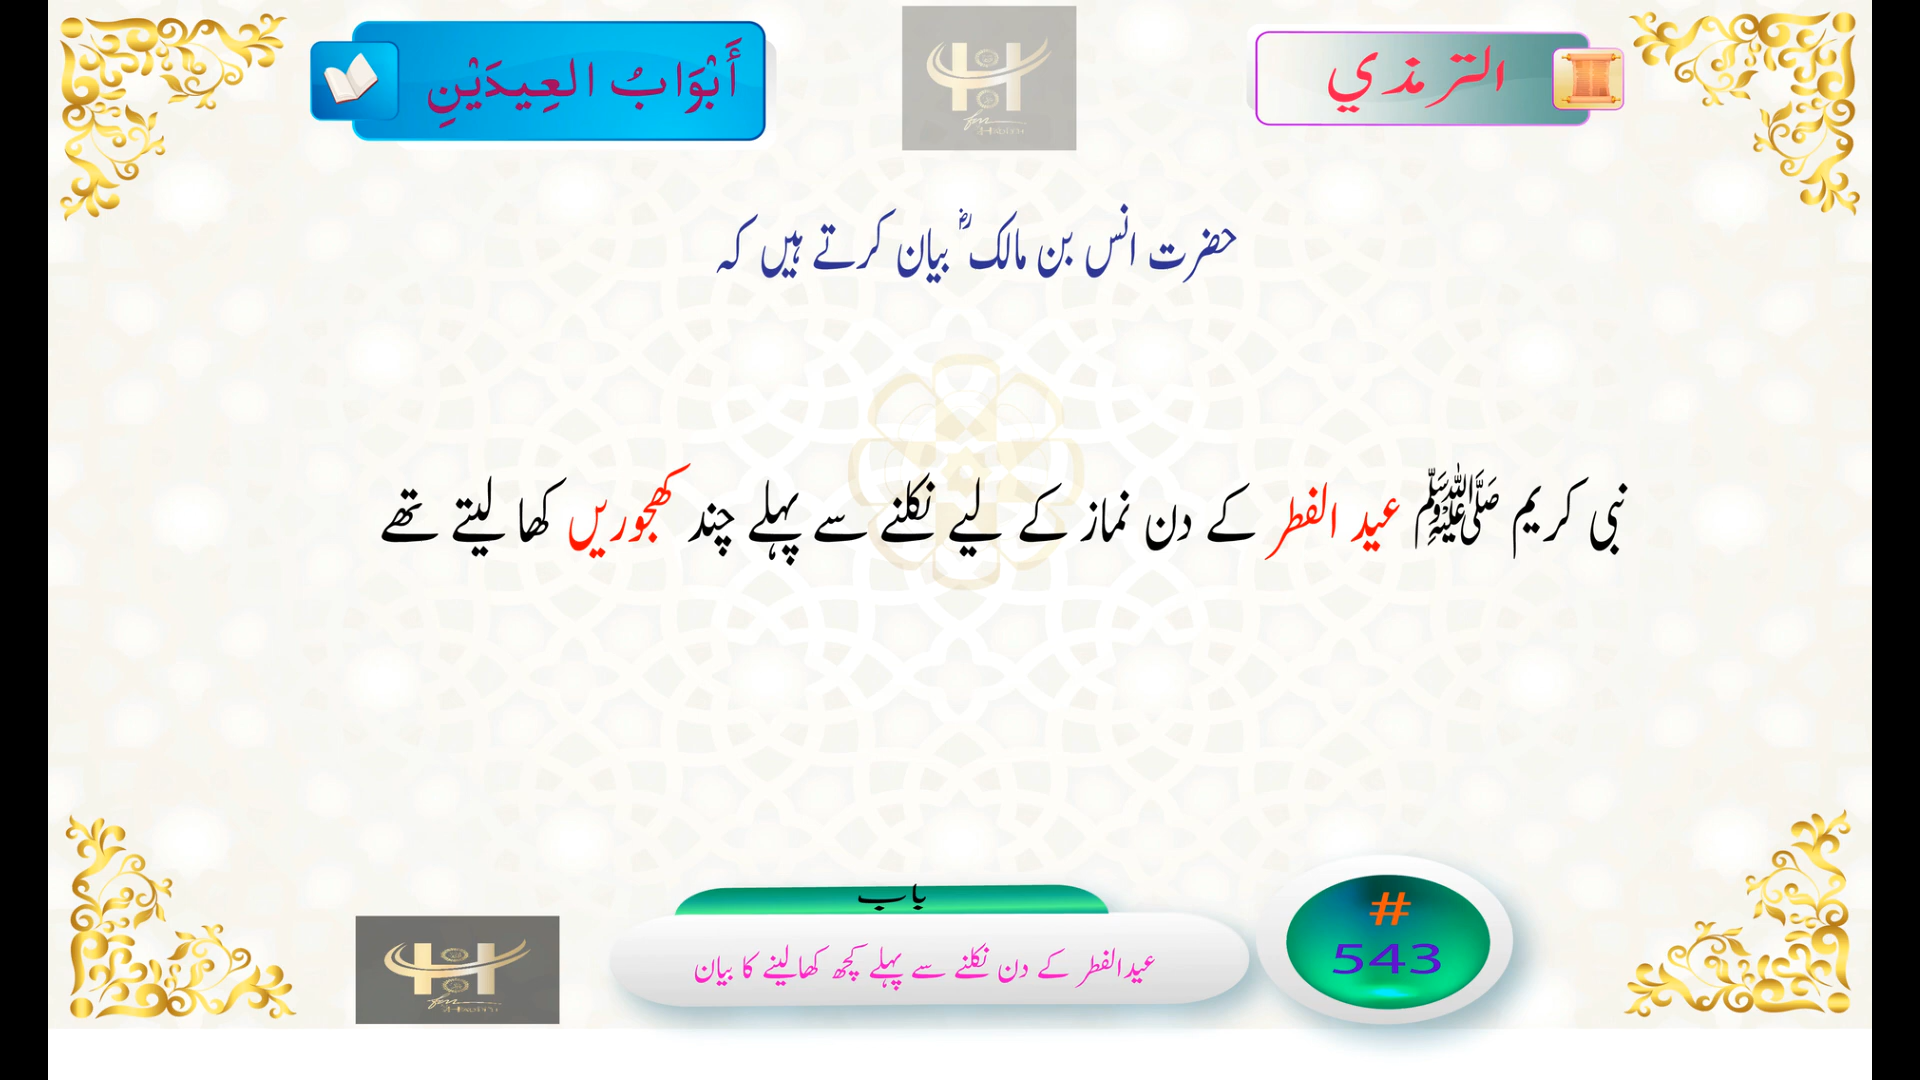 الترمذي
أَبْوَابُ العِيدَيْنِ
حضرت انس بن مالکؓ بیان کرتے ہیں کہ
نبی کریم ﷺ عید الفطر کے دن نماز کے لیے نکلنے سے پہلے چند کھجوریں کھا لیتے تھے
باب
عیدالفطر کے دن نکلنے سے پہلے کچھ کھالینے کا بیان
#
543